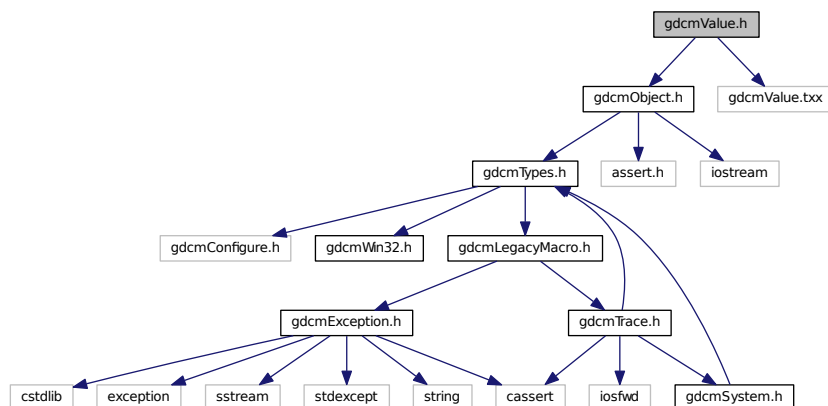 gdcmValue.h
gdcmObject.h
gdcmValue.txx
gdcmTypes.h
assert.h
iostream
gdcmConfigure.h
gdcmWin32.h
gdcmLegacyMacro.h
gdcmException.h
gdcmTrace.h
cstdlib
exception
sstream
stdexcept
string
cassert
iosfwd
gdcmSystem.h